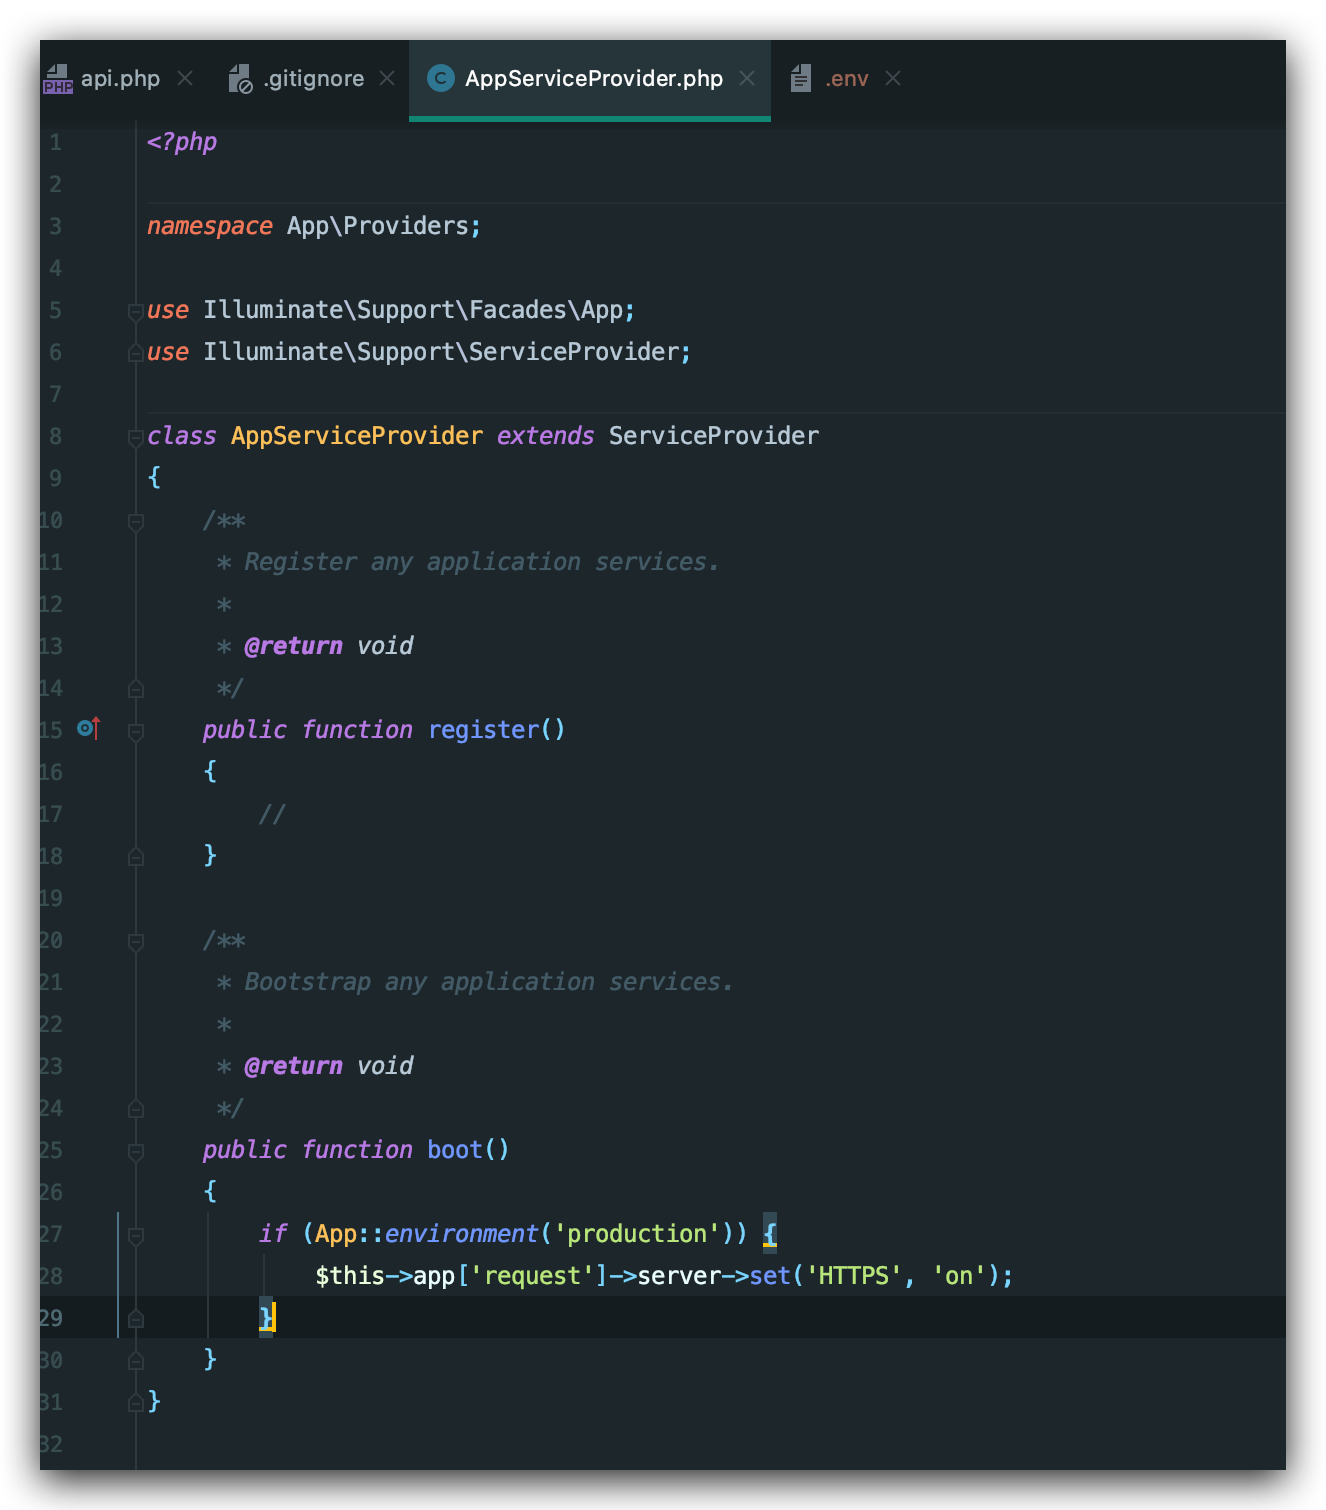 PHP api.php .gitignore C AppServiceProvider.php .env
1 <?php
2
3 namespace App\Providers;
4
5 use Illuminate\Support\Facades\App;
6 use Illuminate\Support\ServiceProvider;
7
8 class AppServiceProvider extends ServiceProvider
9 {
10     /**
11      * Register any application services.
12      *
13      * @return void
14      */
15     public function register()
16     {
17         //
18     }
19
20     /**
21      * Bootstrap any application services.
22      *
23      * @return void
24      */
25     public function boot()
26     {
27         if (App::environment('production')) {
28             $this->app['request']->server->set('HTTPS', 'on');
29         }
30     }
31 }
32